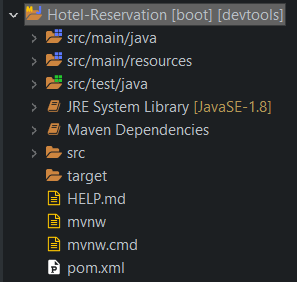 Hotel-Reservation [boot] [devtools]
src/main/java
src/main/resources
src/test/java
JRE System Library [JavaSE-1.8]
Maven Dependencies
src
target
HELP.md
mvnw
mvnw.cmd
pom.xml